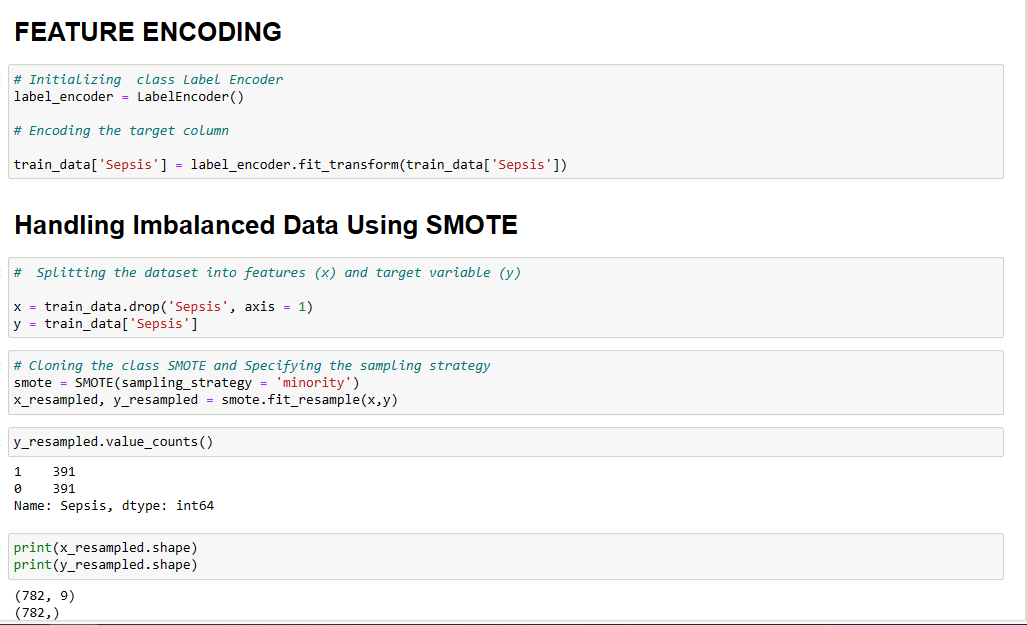 FEATURE ENCODING
# Initializing  class Label Encoder
label_encoder = LabelEncoder()
# Encoding the target column
train_data['Sepsis'] = label_encoder.fit_transform(train_data['Sepsis'])
Handling Imbalanced Data Using SMOTE
#  Splitting the dataset into features (x) and target variable (y)
x = train_data.drop('Sepsis', axis = 1)
y = train_data['Sepsis']
# Cloning the class SMOTE and Specifying the sampling strategy
smote = SMOTE(sampling_strategy = 'minority')
x_resampled, y_resampled = smote.fit_resample(x,y)
y_resampled.value_counts()
1    391
0    391
Name: Sepsis, dtype: int64
print(x_resampled.shape)
print(y_resampled.shape)
(782, 9)
(782,)